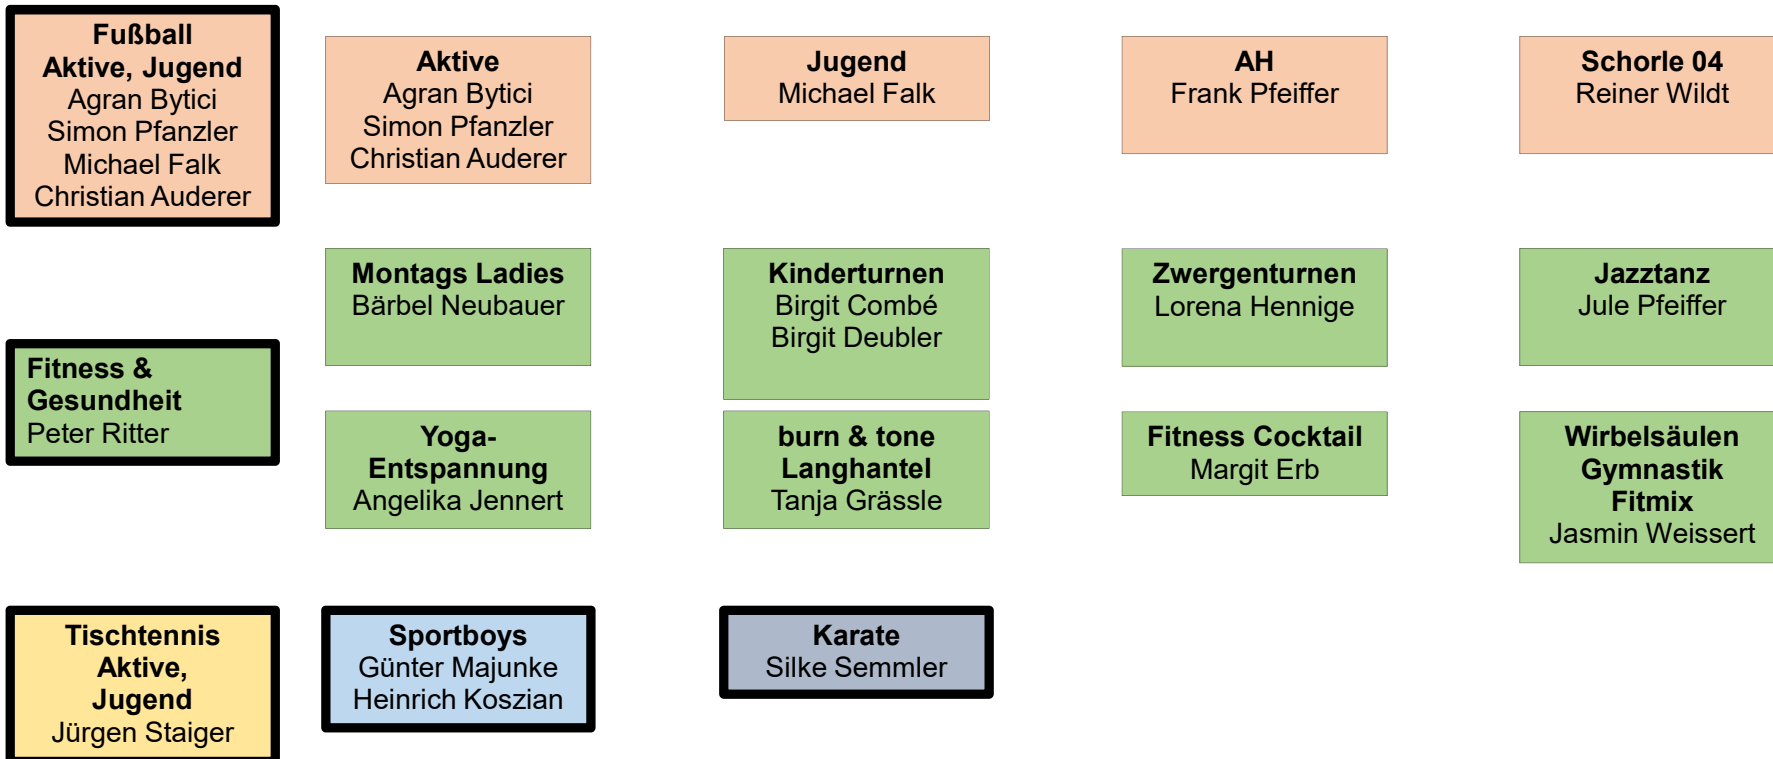 Fußball
Aktive, Jugend
Agran Bytici
Simon Pfanzler
Michael Falk
Christian Auderer
Aktive
Agran Bytici
Simon Pfanzler
Christian Auderer
Jugend
Michael Falk
AH
Frank Pfeiffer
Schorle 04
Reiner Wildt
Fitness &
Gesundheit
Peter Ritter
Montags Ladies
Bärbel Neubauer
Kinderturnen
Birgit Combé
Birgit Deubler
Zwergenturnen
Lorena Hennige
Jazztanz
Jule Pfeiffer
Yoga-
Entspannung
Angelika Jennert
burn & tone
Langhantel
Tanja Grässle
Fitness Cocktail
Margit Erb
Wirbelsäulen
Gymnastik
Fitmix
Jasmin Weissert
Tischtennis
Aktive,
Jugend
Jürgen Staiger
Sportboys
Günter Majunke
Heinrich Koszian
Karate
Silke Semmler